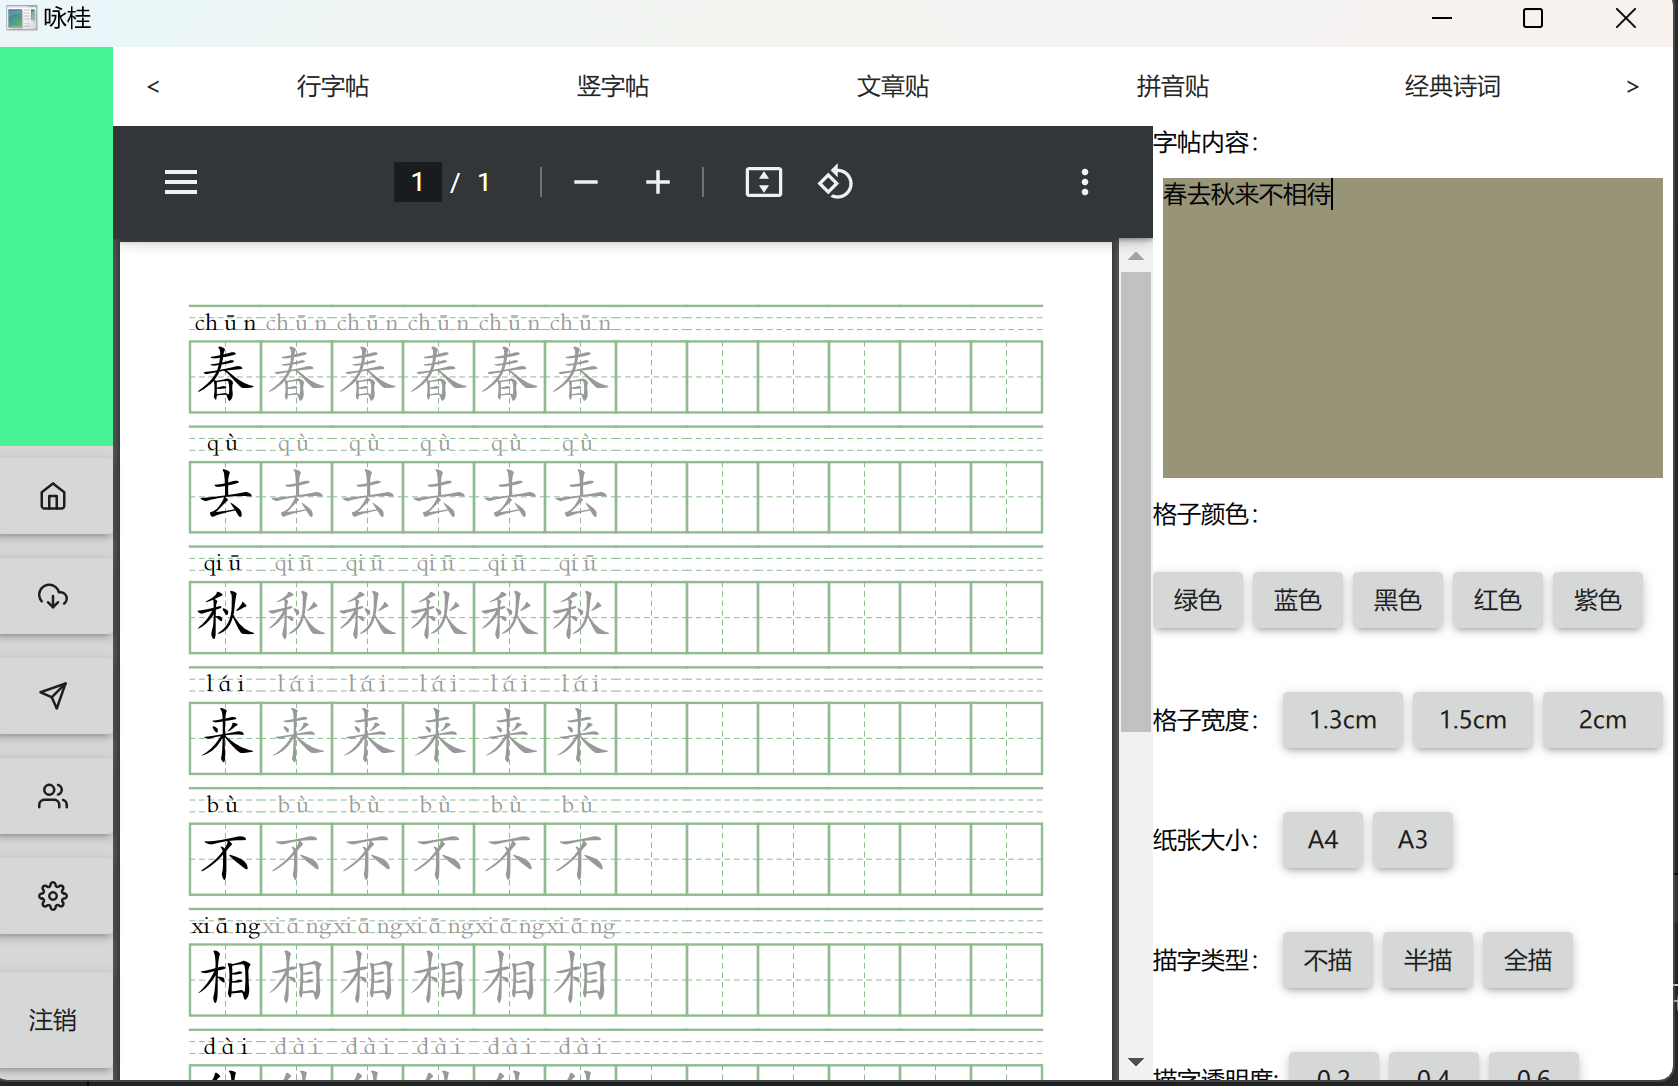 咏桂
< 行字帖 竖字帖 文章贴 拼音贴 经典诗词 >
1 / 1
chūn chūn chūn chūn chūn chūn
春 春 春 春 春 春
qù qù qù qù qù qù
去 去 去 去 去 去
qiū qiū qiū qiū qiū qiū
秋 秋 秋 秋 秋 秋
lái lái lái lái lái lái
来 来 来 来 来 来
bù bù bù bù bù bù
不 不 不 不 不 不
xiāng xiāng xiāng xiāng xiāng xiāng
相 相 相 相 相 相
dài dài dài dài dài dài
字帖内容：
春去秋来不相待
格子颜色：
绿色 蓝色 黑色 红色 紫色
格子宽度： 1.3cm 1.5cm 2cm
纸张大小： A4 A3
描字类型： 不描 半描 全描
描字透明度： 0.2 0.4 0.6
注销